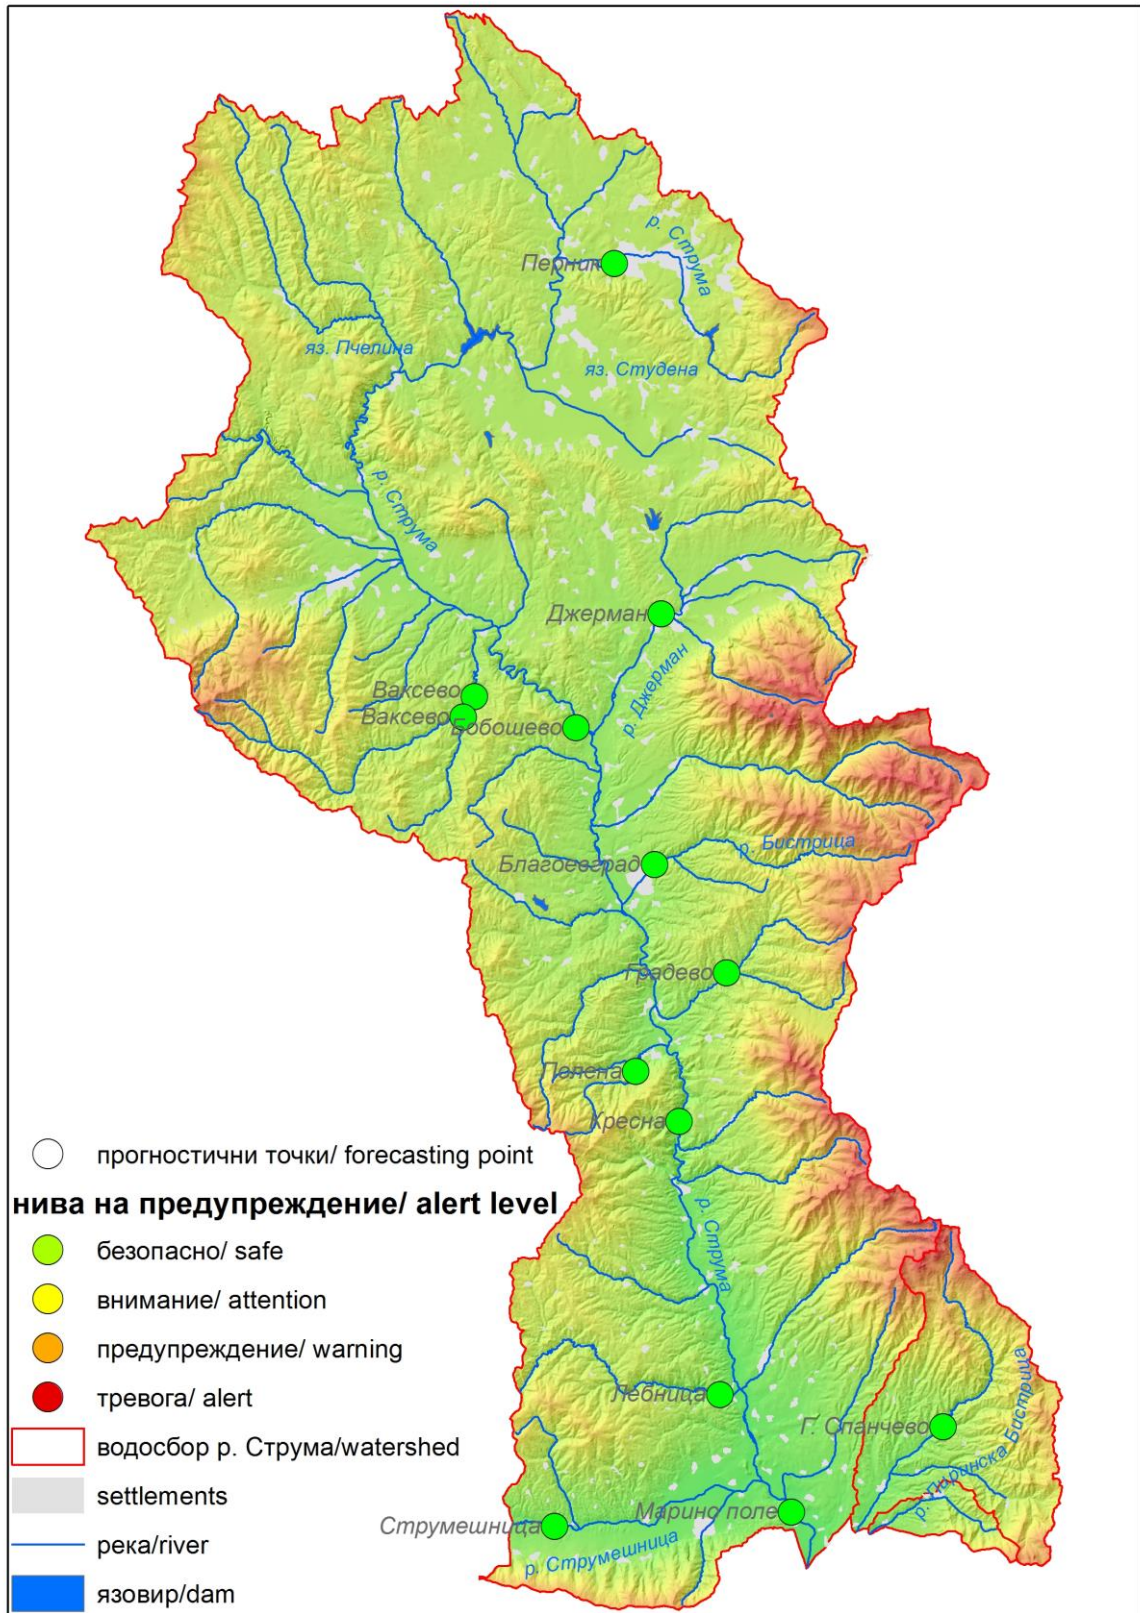 р. Струма
Перник
яз. Пчелина
яз. Студена
р. Струма
Джерман
р. Джерман
Ваксево
Ваксево
Бобошево
р. Бистрица
Благоевград
Градево
Пелена
Кресна
р. Струма
Лебница
Г. Спанчево
р. Пиринска Бистрица
Марино поле
Струмешница
р. Струмешница
прогностични точки/ forecasting point
нива на предупреждение/ alert level
безопасно/ safe
внимание/ attention
предупреждение/ warning
тревога/ alert
водосбор р. Струма/watershed
settlements
река/river
язовир/dam